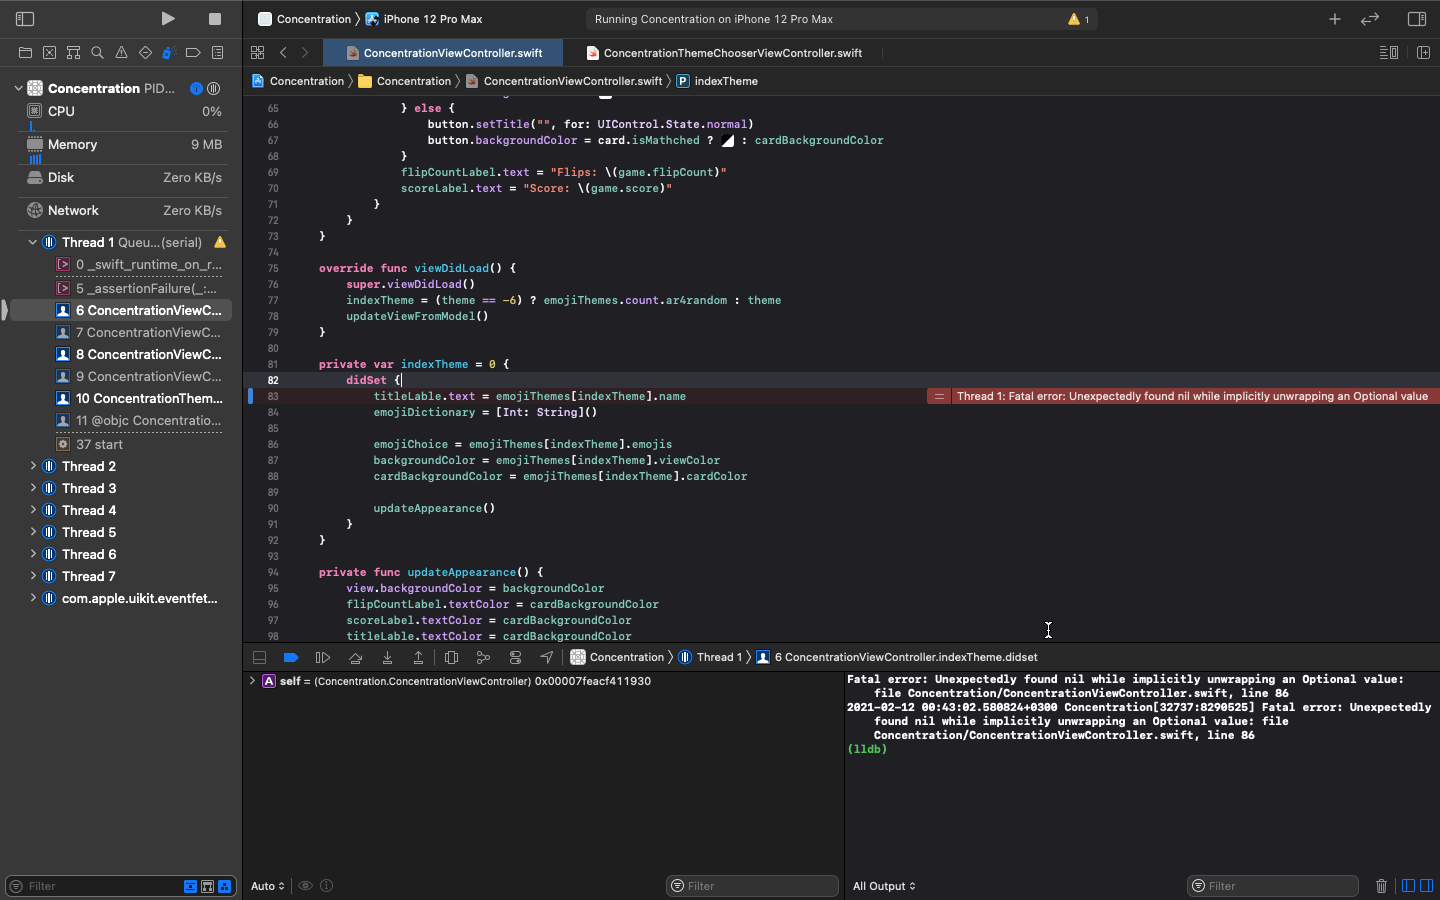 Concentration
iPhone 12 Pro Max
Running Concentration on iPhone 12 Pro Max
1
ConcentrationViewController.swift
ConcentrationThemeChooserViewController.swift
Concentration
Concentration
ConcentrationViewController.swift
P
indexTheme
Concentration PID...
CPU 0%
Memory 9 MB
Disk Zero KB/s
Network Zero KB/s
Thread 1 Queu...(serial)
0 _swift_runtime_on_r...
5 _assertionFailure(_:...
6 ConcentrationViewC...
7 ConcentrationViewC...
8 ConcentrationViewC...
9 ConcentrationViewC...
10 ConcentrationThem...
11 @objc Concentratio...
37 start
Thread 2
Thread 3
Thread 4
Thread 5
Thread 6
Thread 7
com.apple.uikit.eventfet...
Filter
65 } else {
66 button.setTitle("", for: UIControl.State.normal)
67 button.backgroundColor = card.isMathched ? : cardBackgroundColor
68 }
69 flipCountLabel.text = "Flips: \(game.flipCount)"
70 scoreLabel.text = "Score: \(game.score)"
71 }
72 }
73 }
74
75 override func viewDidLoad() {
76 super.viewDidLoad()
77 indexTheme = (theme == -6) ? emojiThemes.count.ar4random : theme
78 updateViewFromModel()
79 }
80
81 private var indexTheme = 0 {
82 didSet {
83 titleLable.text = emojiThemes[indexTheme].name
Thread 1: Fatal error: Unexpectedly found nil while implicitly unwrapping an Optional value
84 emojiDictionary = [Int: String]()
85
86 emojiChoice = emojiThemes[indexTheme].emojis
87 backgroundColor = emojiThemes[indexTheme].viewColor
88 cardBackgroundColor = emojiThemes[indexTheme].cardColor
89
90 updateAppearance()
91 }
92 }
93
94 private func updateAppearance() {
95 view.backgroundColor = backgroundColor
96 flipCountLabel.textColor = cardBackgroundColor
97 scoreLabel.textColor = cardBackgroundColor
98 titleLable.textColor = cardBackgroundColor
Concentration
Thread 1
6 ConcentrationViewController.indexTheme.didset
A self = (Concentration.ConcentrationViewController) 0x00007feacf411930
Fatal error: Unexpectedly found nil while implicitly unwrapping an Optional value:
file Concentration/ConcentrationViewController.swift, line 86
2021-02-12 00:43:02.580824+0300 Concentration[32737:8290525] Fatal error: Unexpectedly
found nil while implicitly unwrapping an Optional value: file
Concentration/ConcentrationViewController.swift, line 86
(lldb)
Auto
Filter
All Output
Filter